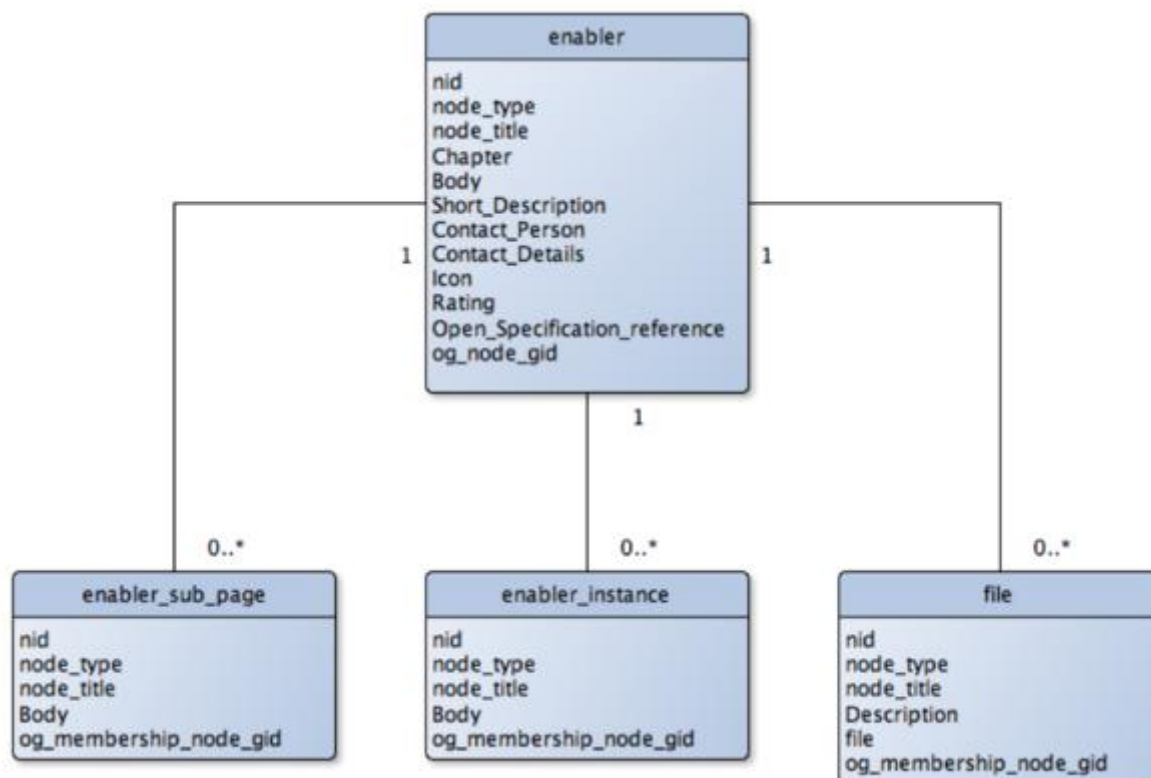 enabler
nid
node_type
node_title
Chapter
Body
Short_Description
Contact_Person
Contact_Details
Icon
Rating
Open_Specification_reference
og_node_gid
1
1
1
0..*
0..*
0..*
enabler_sub_page
nid
node_type
node_title
Body
og_membership_node_gid
enabler_instance
nid
node_type
node_title
Body
og_membership_node_gid
file
nid
node_type
node_title
Description
file
og_membership_node_gid